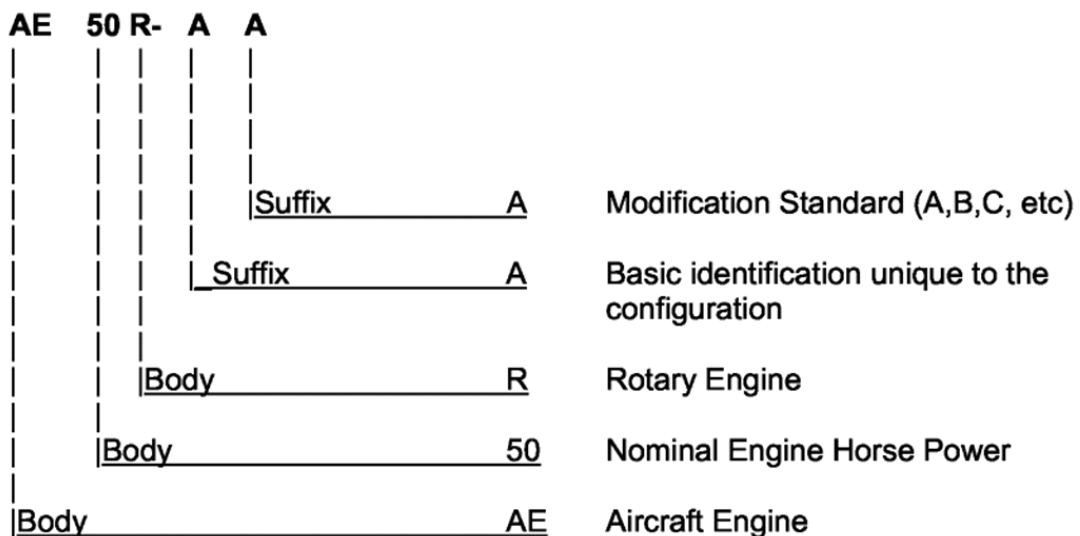 AE 50 R- A A
Suffix A Modification Standard (A,B,C, etc)
_Suffix A Basic identification unique to the
configuration
Body R Rotary Engine
Body 50 Nominal Engine Horse Power
Body AE Aircraft Engine